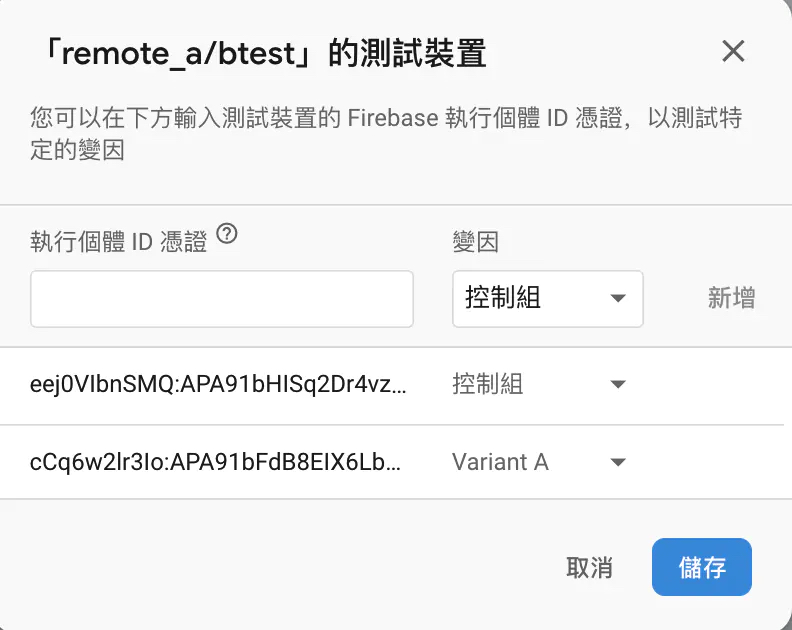 「remote_a/btest」的測試裝置
您可以在下方輸入測試裝置的 Firebase 執行個體 ID 憑證，以測試特
定的變因
執行個體 ID 憑證 ?
變因
控制組
新增
eej0VIbnSMQ:APA91bHISq2Dr4vz...
控制組
cCq6w2lr3Io:APA91bFdB8EIX6Lb...
Variant A
取消
儲存